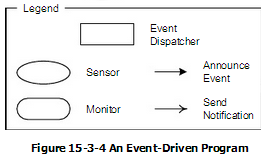 Legend
Event
Dispatcher
Sensor
Announce
Event
Monitor
Send
Notification
Figure 15-3-4 An Event-Driven Program